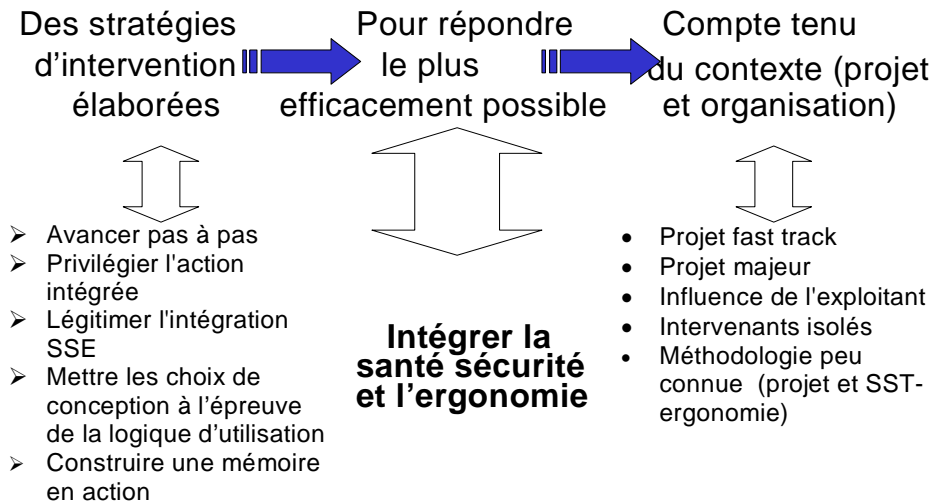 Des stratégies
d'intervention
élaborées
Pour répondre
le plus
efficacement possible
Compte tenu
du contexte (projet
et organisation)
➢ Avancer pas à pas
➢ Privilégier l'action
intégrée
➢ Légitimer l'intégration
SSE
➢ Mettre les choix de
conception à l'épreuve
de la logique d'utilisation
➢ Construire une mémoire
en action
Intégrer la
santé sécurité
et l'ergonomie
• Projet fast track
• Projet majeur
• Influence de l'exploitant
• Intervenants isolés
• Méthodologie peu
connue (projet et SST-
ergonomie)